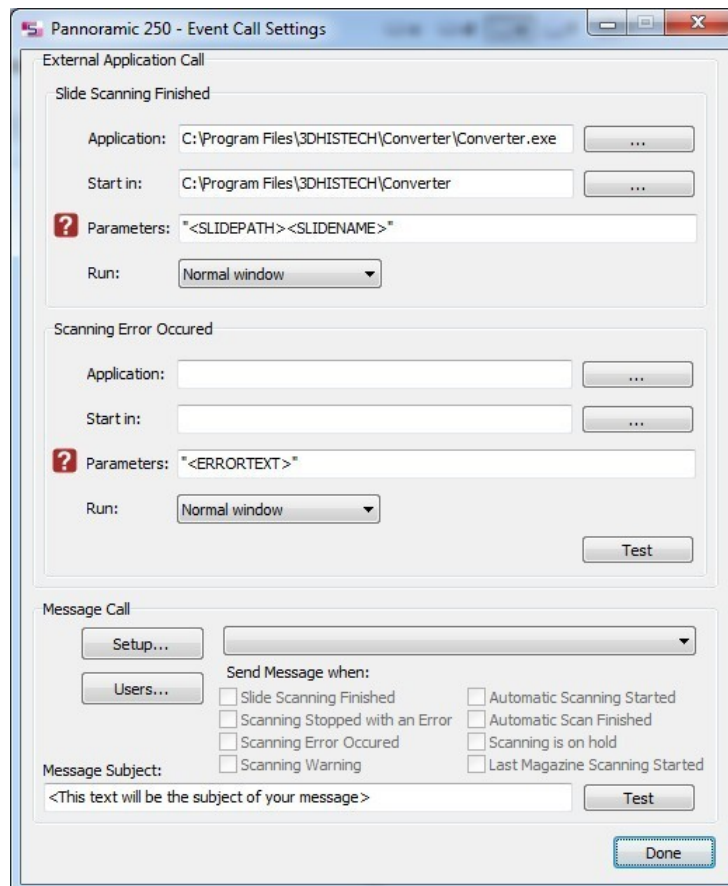 Pannoramic 250 - Event Call Settings
External Application Call
Slide Scanning Finished
Application: C:\Program Files\3DHISTECH\Converter\Converter.exe ...
Start in: C:\Program Files\3DHISTECH\Converter ...
? Parameters: "<SLIDEPATH><SLIDENAME>"
Run: Normal window
Scanning Error Occured
Application: ...
Start in: ...
? Parameters: "<ERRORTEXT>"
Run: Normal window
Test
Message Call
Setup...
Users...
Send Message when:
Slide Scanning Finished Automatic Scanning Started
Scanning Stopped with an Error Automatic Scan Finished
Scanning Error Occured Scanning is on hold
Scanning Warning Last Magazine Scanning Started
Message Subject:
<This text will be the subject of your message> Test
Done